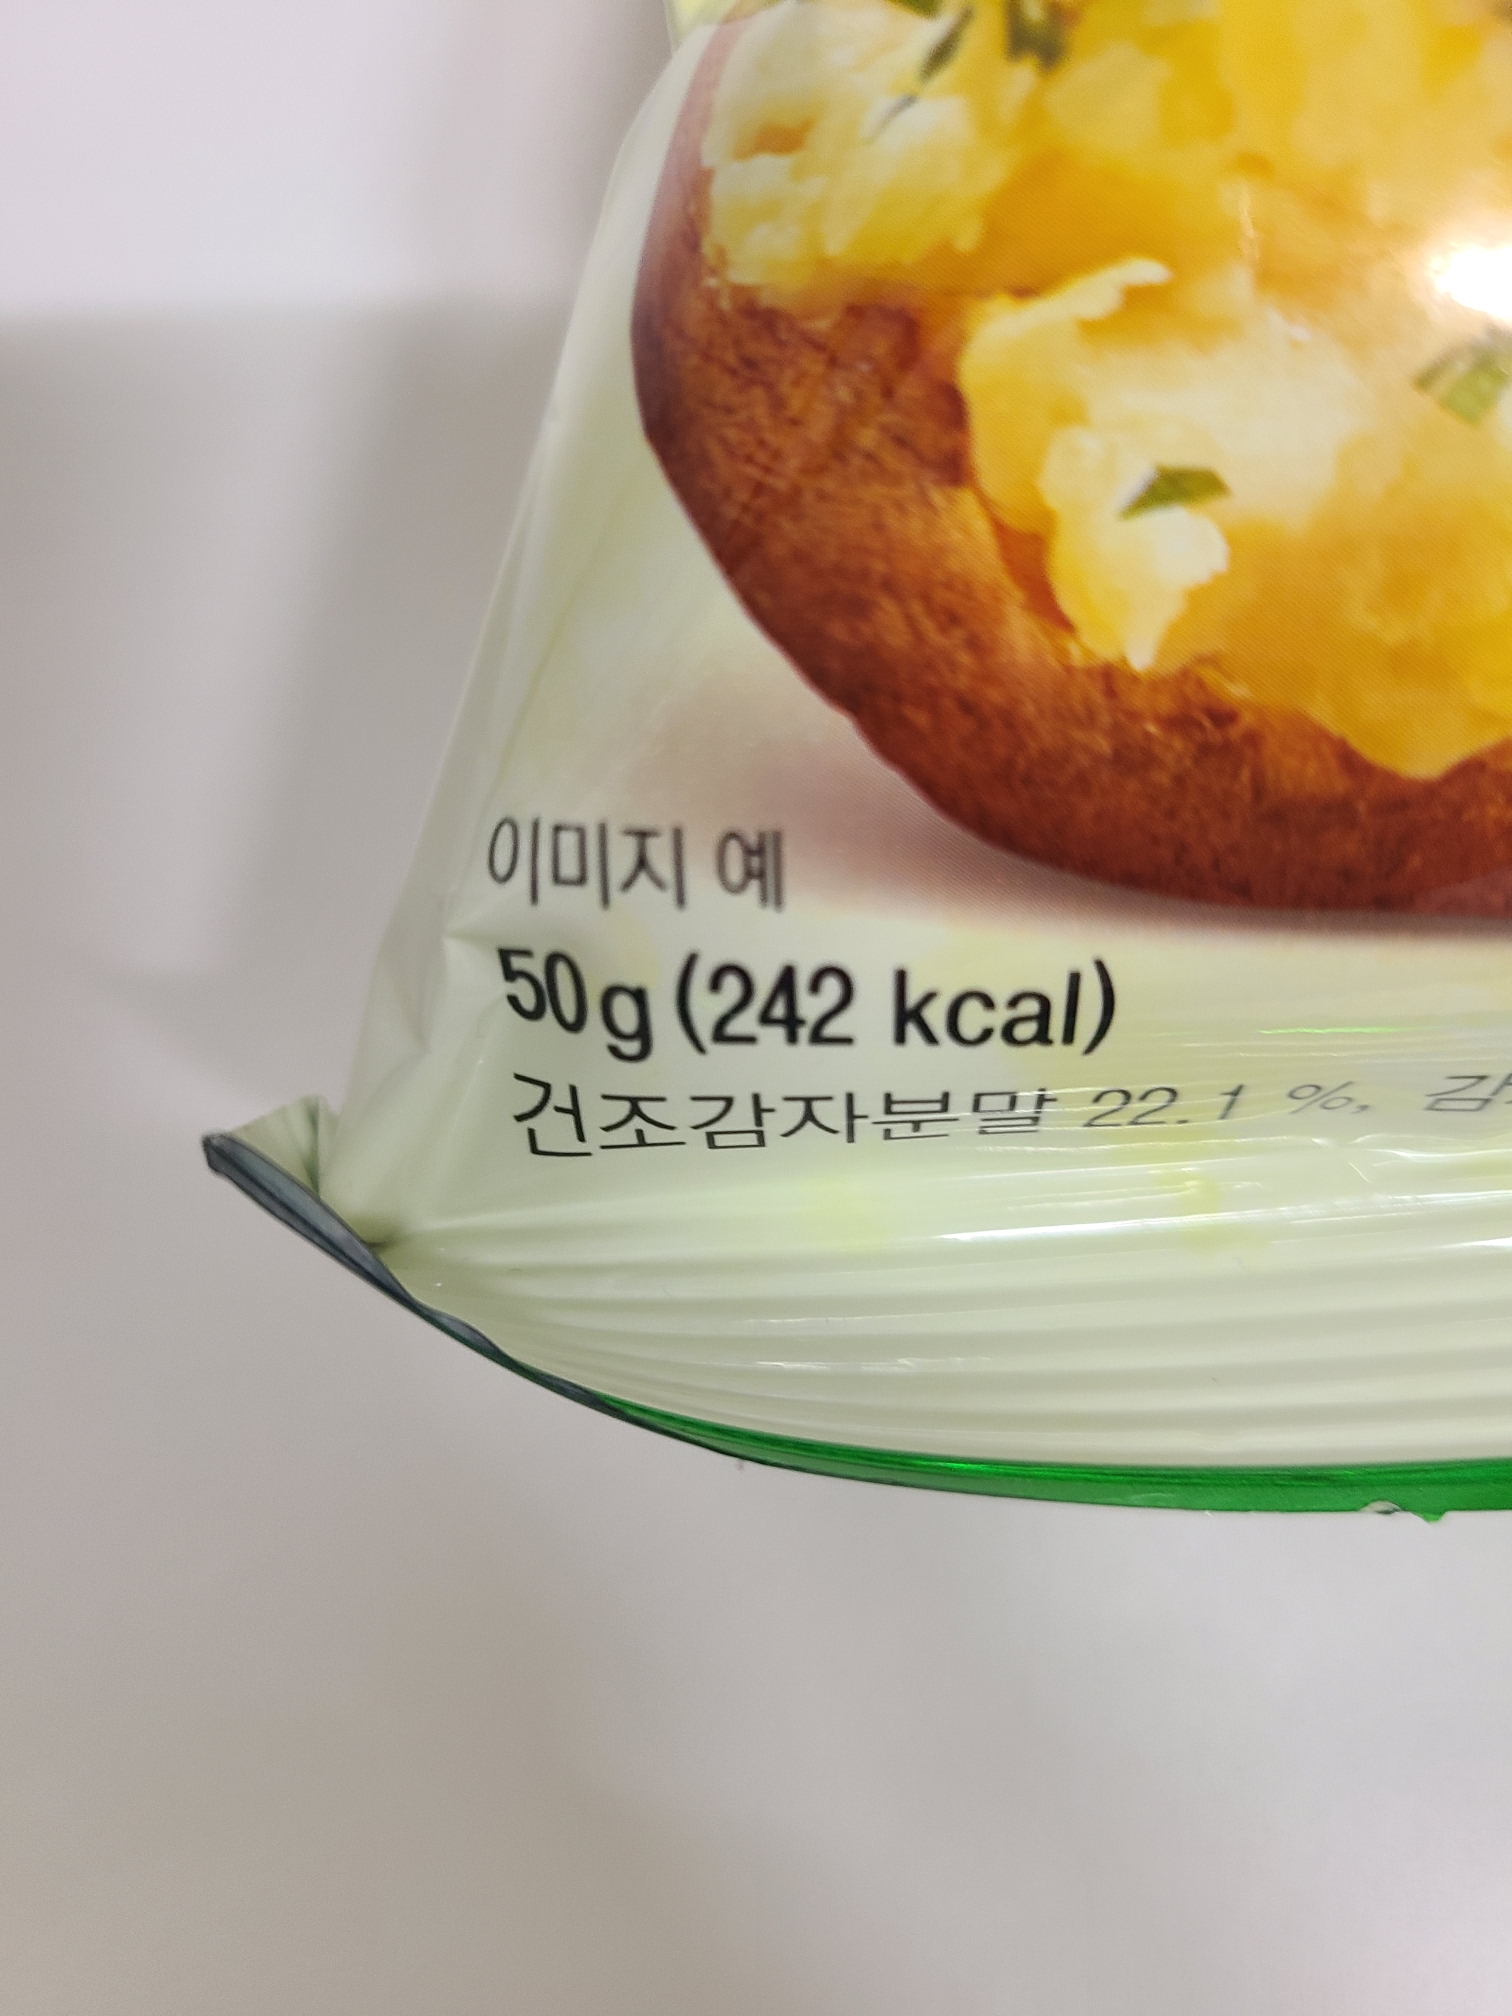 이미지 예
50g (242 kcal)
건조감자분말 22.1 %,